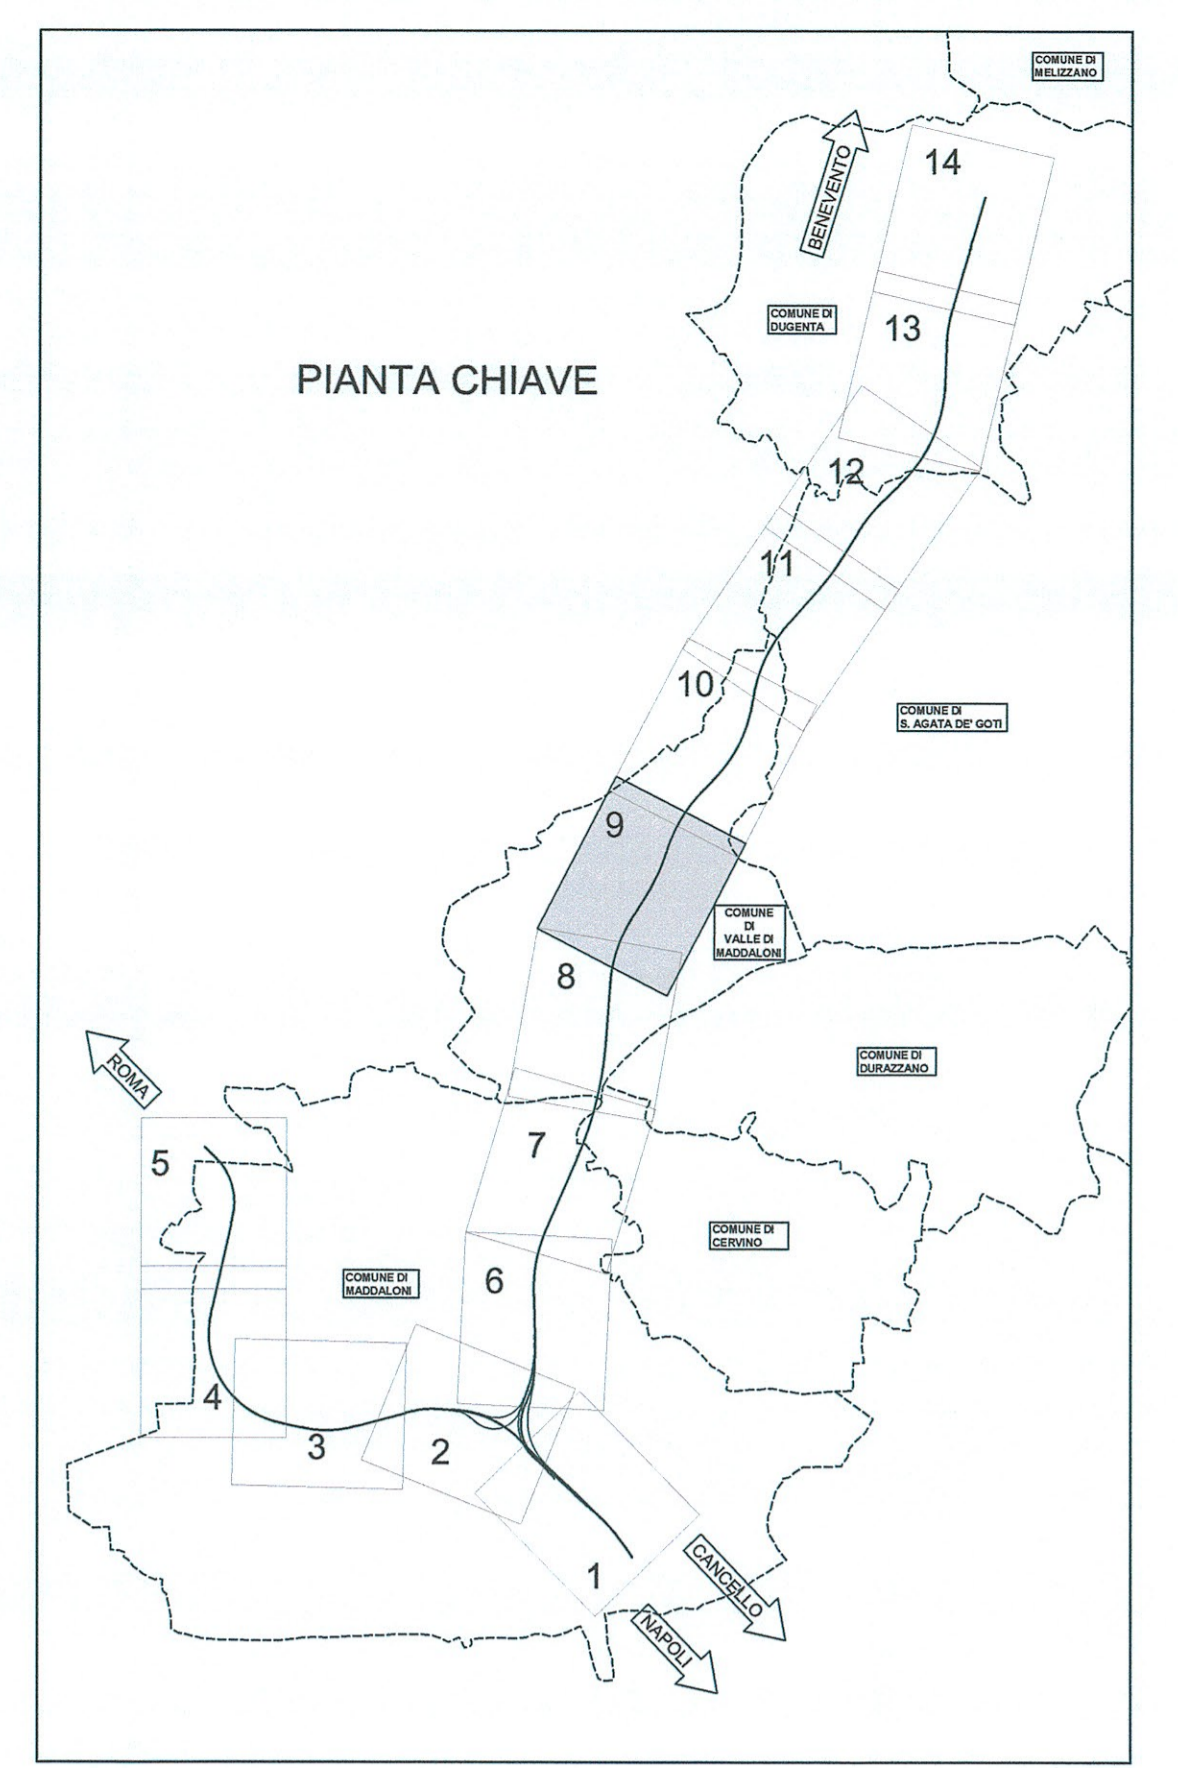 COMUNE DI
MELIZZANO
14
BENEVENTO
COMUNE DI
DUGENTA
13
PIANTA CHIAVE
12
11
10
COMUNE DI
S. AGATA DE' GOTI
9
COMUNE
DI
VALLE DI
MADDALONI
8
ROMA
COMUNE DI
DURAZZANO
7
5
COMUNE DI
CERVINO
6
COMUNE DI
MADDALONI
4
3
2
1
CANCELLO
NAPOLI